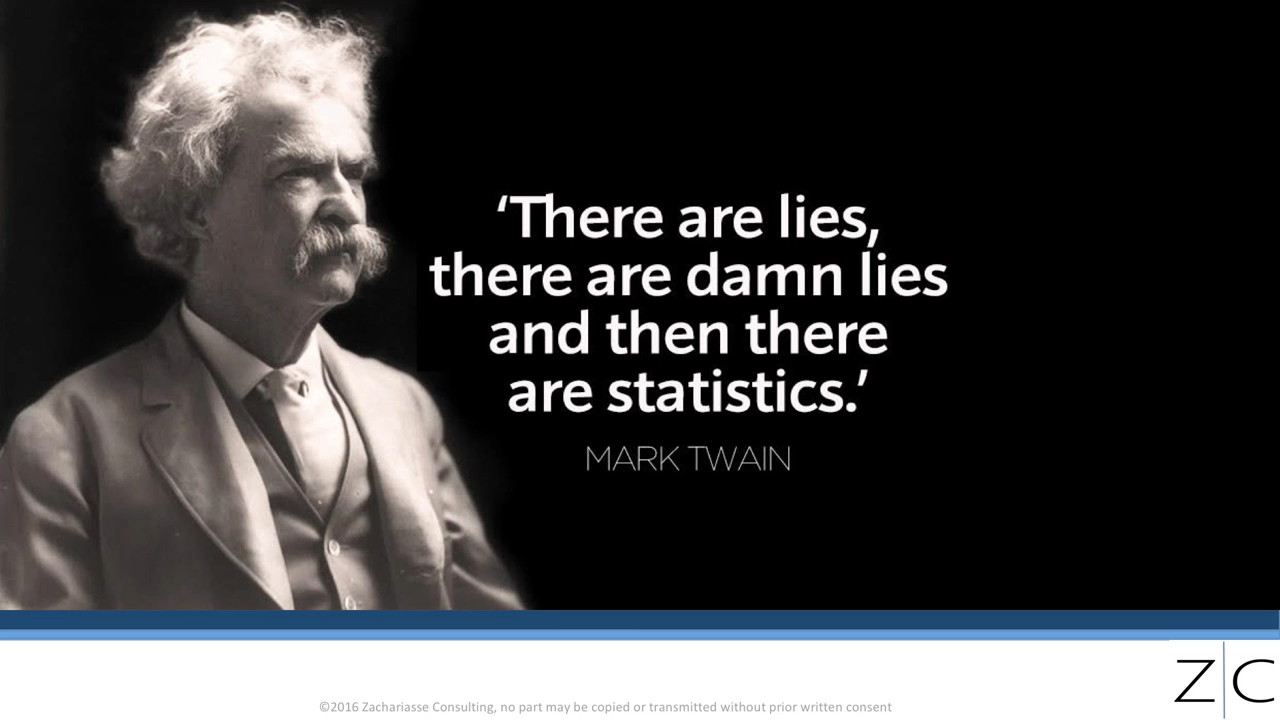 ‘There are lies,
there are damn lies
and then there
are statistics.’
MARK TWAIN
©2016 Zachariasse Consulting, no part may be copied or transmitted without prior written consent
Z|C